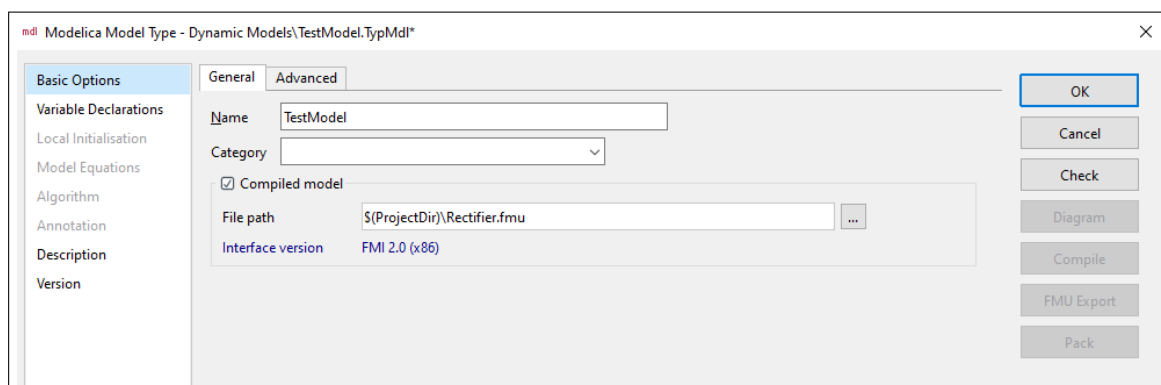 mdl Modelica Model Type - Dynamic Models\TestModel.TypMdl*
Basic Options
Variable Declarations
Local Initialisation
Model Equations
Algorithm
Annotation
Description
Version
General Advanced
Name TestModel
Category
Compiled model
File path $(ProjectDir)\Rectifier.fmu ...
Interface version FMI 2.0 (x86)
OK
Cancel
Check
Diagram
Compile
FMU Export
Pack